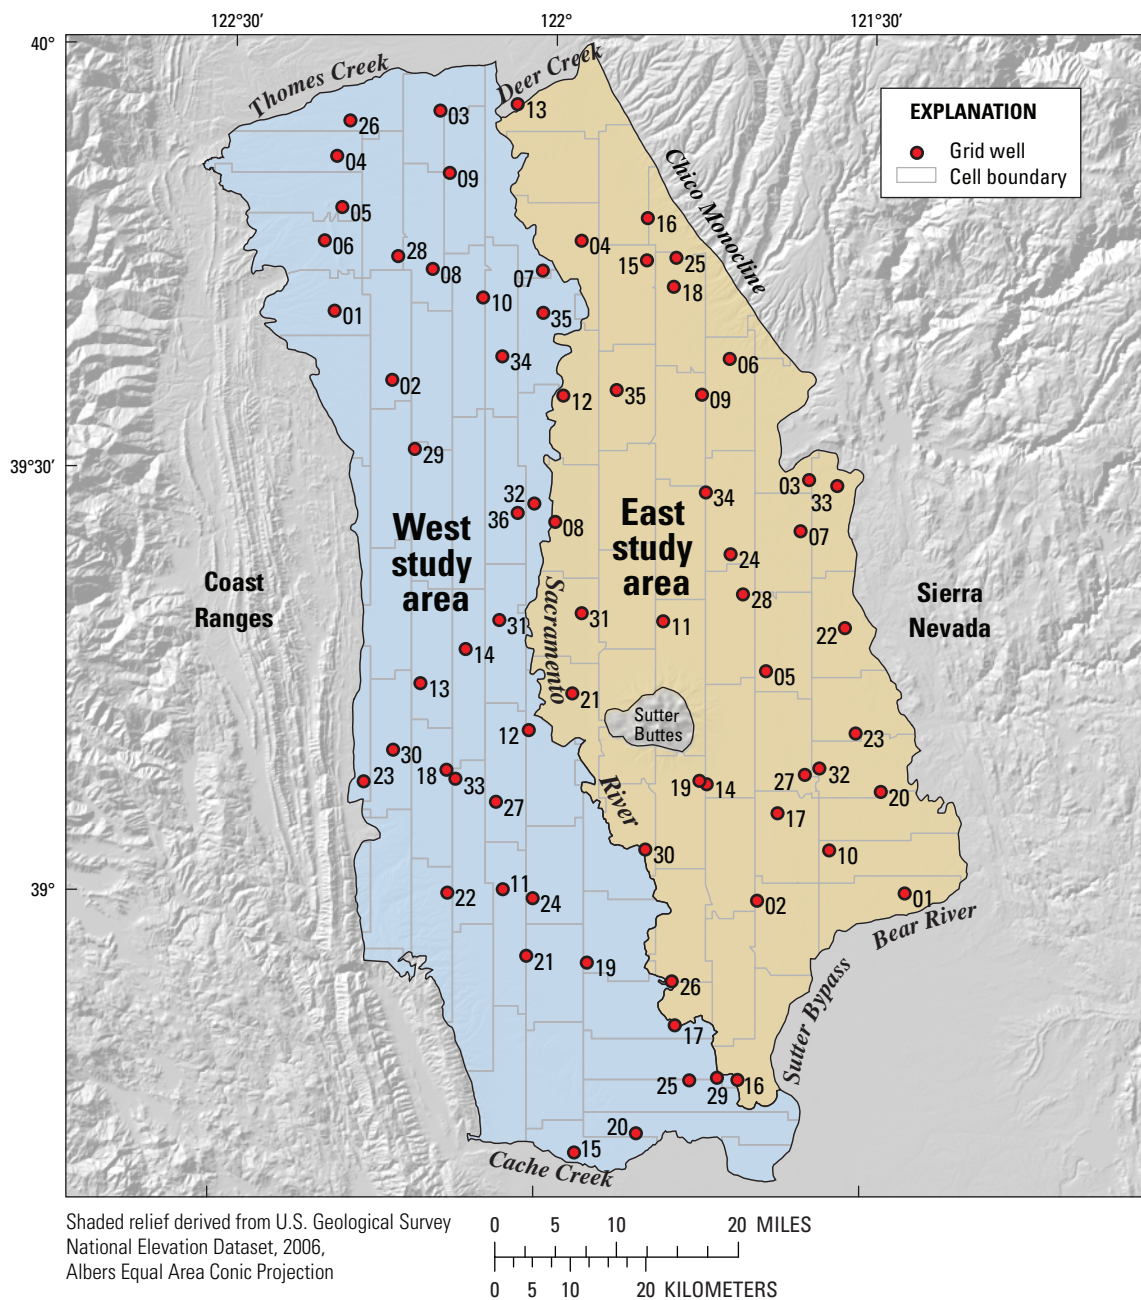 122°30'
122°
121°30'
40°
Thomes Creek
Deer Creek
13
EXPLANATION
Grid well
Cell boundary
26
03
04
09
Chico Monocline
05
16
06
28
04
15
25
08
07
18
10
01
35
34
06
02
12
35
09
29
39°30'
03
33
32
36
08
34
07
West
study
area
East
study
area
24
Coast
Ranges
Sierra
Nevada
28
Sacramento
31
31
11
22
14
05
13
21
Sutter
Buttes
12
23
30
18
33
23
27
River
19
14
27
32
20
17
30
10
39°
22
11
24
02
01
Bear River
21
19
26
Sutter Bypass
17
25
29
16
20
15
Cache Creek
Shaded relief derived from U.S. Geological Survey
National Elevation Dataset, 2006,
Albers Equal Area Conic Projection
0 5 10 20 MILES
0 5 10 20 KILOMETERS